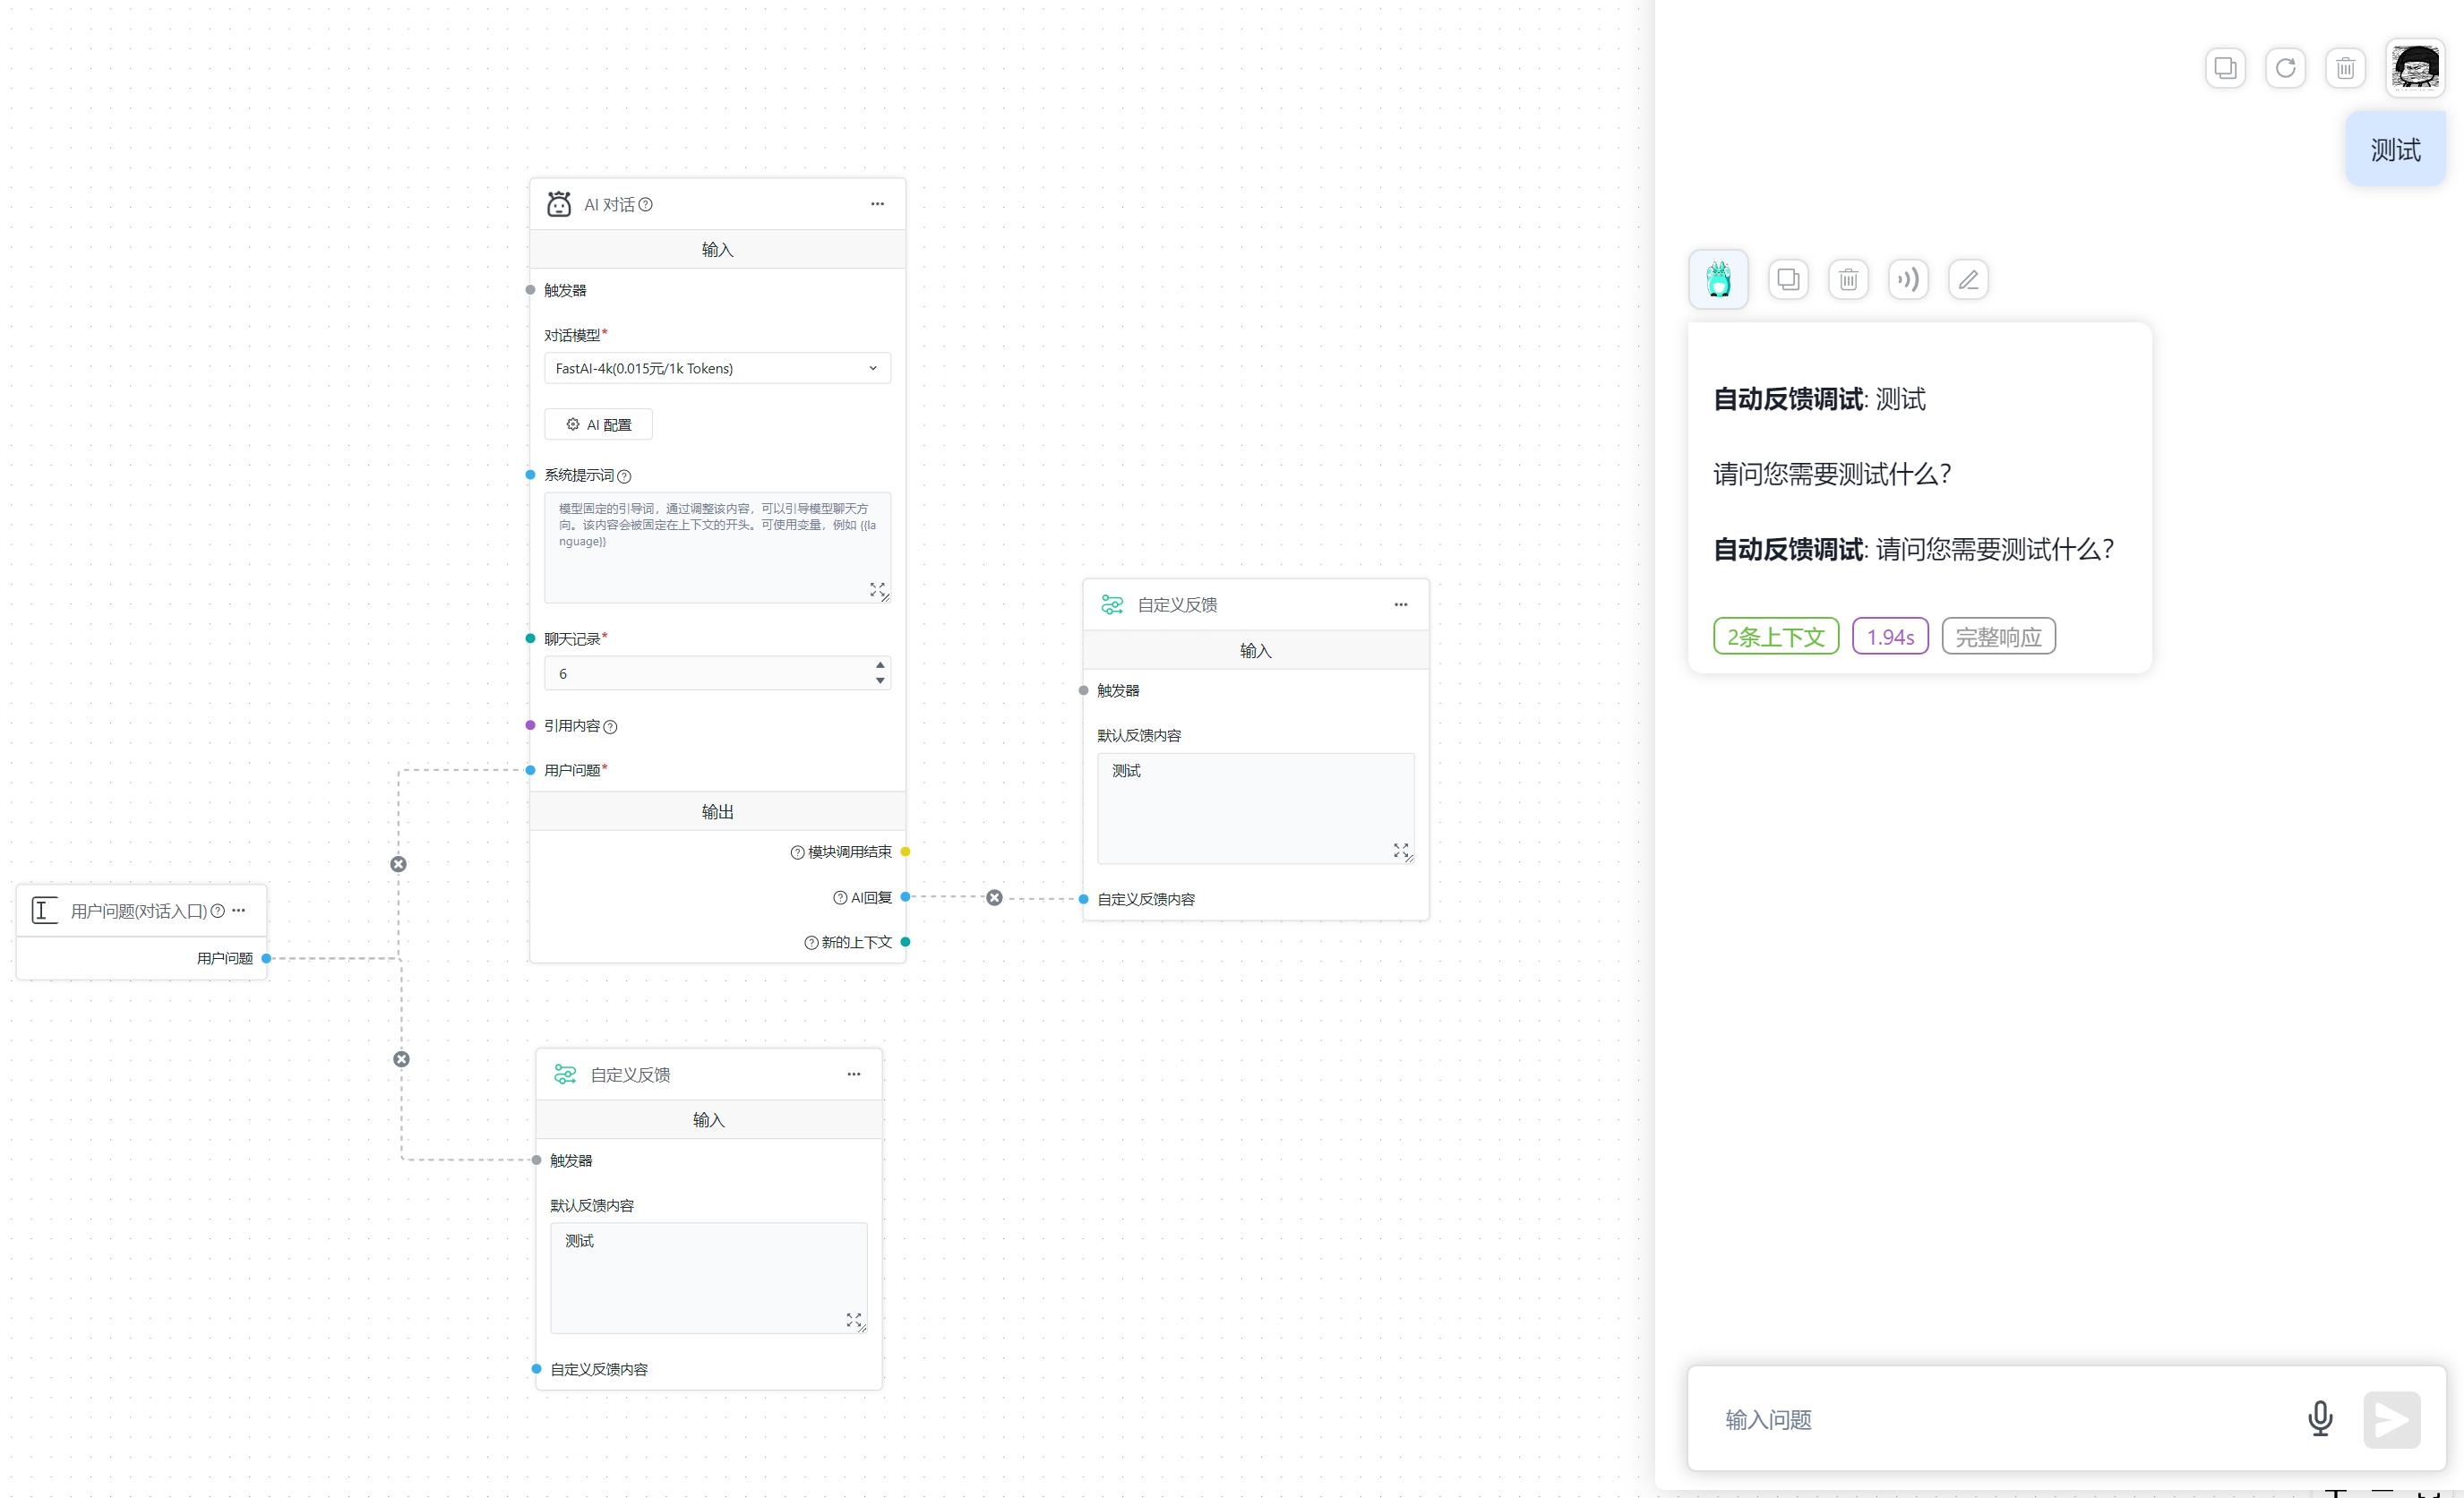 AI 对话
输入
触发器
对话模型*
FastAI-4k(0.015元/1k Tokens)
AI 配置
系统提示词
模型固定的引导词，通过调整该内容，可以引导模型聊天方
向。该内容会被固定在上下文的开头。可使用变量，例如 {{la
nguage}}
聊天记录*
6
引用内容
用户问题*
输出
模块调用结束
AI回复
新的上下文
用户问题(对话入口)
用户问题
自定义反馈
输入
触发器
默认反馈内容
测试
自定义反馈内容
自定义反馈
输入
触发器
默认反馈内容
测试
自定义反馈内容
测试
自动反馈调试: 测试
请问您需要测试什么？
自动反馈调试: 请问您需要测试什么？
2条上下文
1.94s
完整响应
输入问题